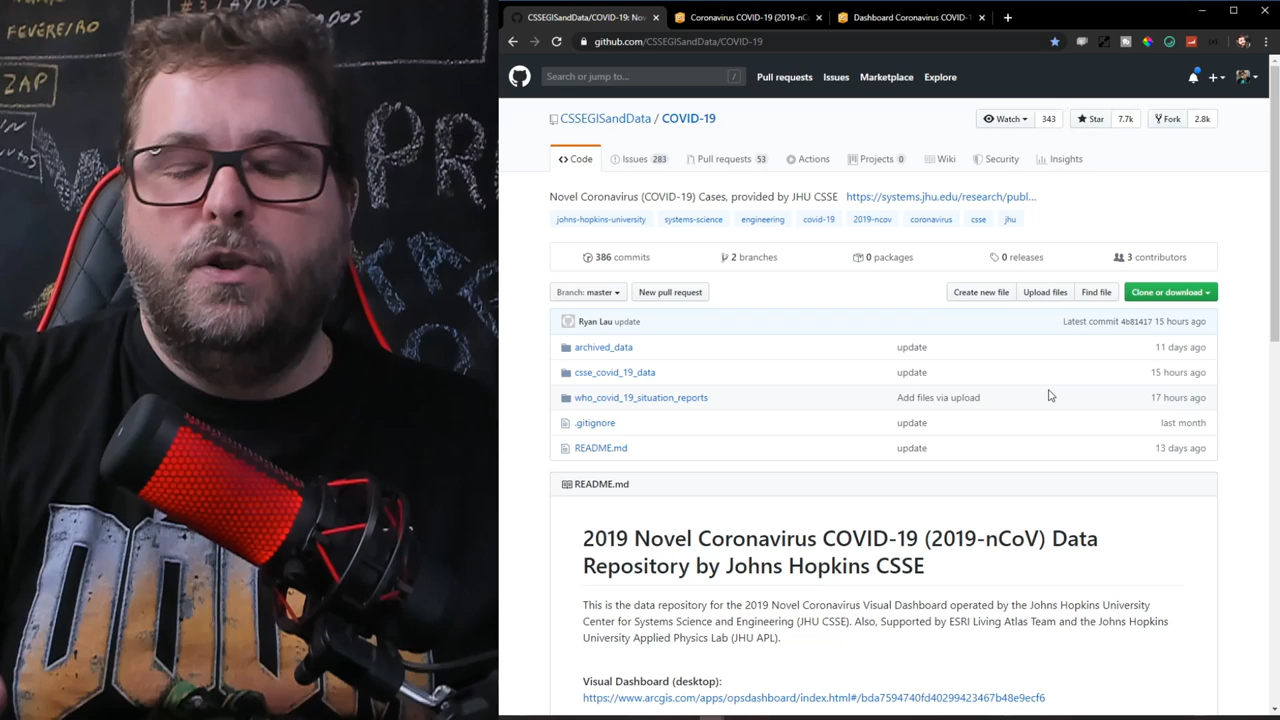 #3 | AYDOS
FEVEREIRO
ZAP
PR
DOOM
CSSEGISandData/COVID-19: No
Coronavirus COVID-19 (2019-nC
Dashboard Coronavirus COVID-1
github.com/CSSEGISandData/COVID-19
Search or jump to...
/
Pull requests
Issues
Marketplace
Explore
CSSEGISandData / COVID-19
Watch 343
Star 7.7k
Fork 2.8k
Code
Issues 283
Pull requests 53
Actions
Projects 0
Wiki
Security
Insights
Novel Coronavirus (COVID-19) Cases, provided by JHU CSSE https://systems.jhu.edu/research/publ...
johns-hopkins-university systems-science engineering covid-19 2019-ncov coronavirus csse jhu
386 commits 2 branches 0 packages 0 releases 3 contributors
Branch: master New pull request Create new file Upload files Find file Clone or download
Ryan Lau update Latest commit 4b81417 15 hours ago
archived_data update 11 days ago
csse_covid_19_data update 15 hours ago
who_covid_19_situation_reports Add files via upload 17 hours ago
.gitignore update last month
README.md update 13 days ago
README.md
2019 Novel Coronavirus COVID-19 (2019-nCoV) Data
Repository by Johns Hopkins CSSE
This is the data repository for the 2019 Novel Coronavirus Visual Dashboard operated by the Johns Hopkins University
Center for Systems Science and Engineering (JHU CSSE). Also, Supported by ESRI Living Atlas Team and the Johns Hopkins
University Applied Physics Lab (JHU APL).
Visual Dashboard (desktop):
https://www.arcgis.com/apps/opsdashboard/index.html#/bda7594740fd40299423467b48e9ecf6